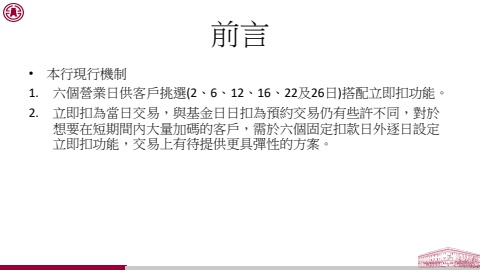 前言
• 本行現行機制
1. 六個營業日供客戶挑選(2、6、12、16、22及26日)搭配立即扣功能。
2. 立即扣為當日交易，與基金日日扣為預約交易仍有些許不同，對於
想要在短期間內大量加碼的客戶，需於六個固定扣款日外逐日設定
立即扣功能，交易上有待提供更具彈性的方案。